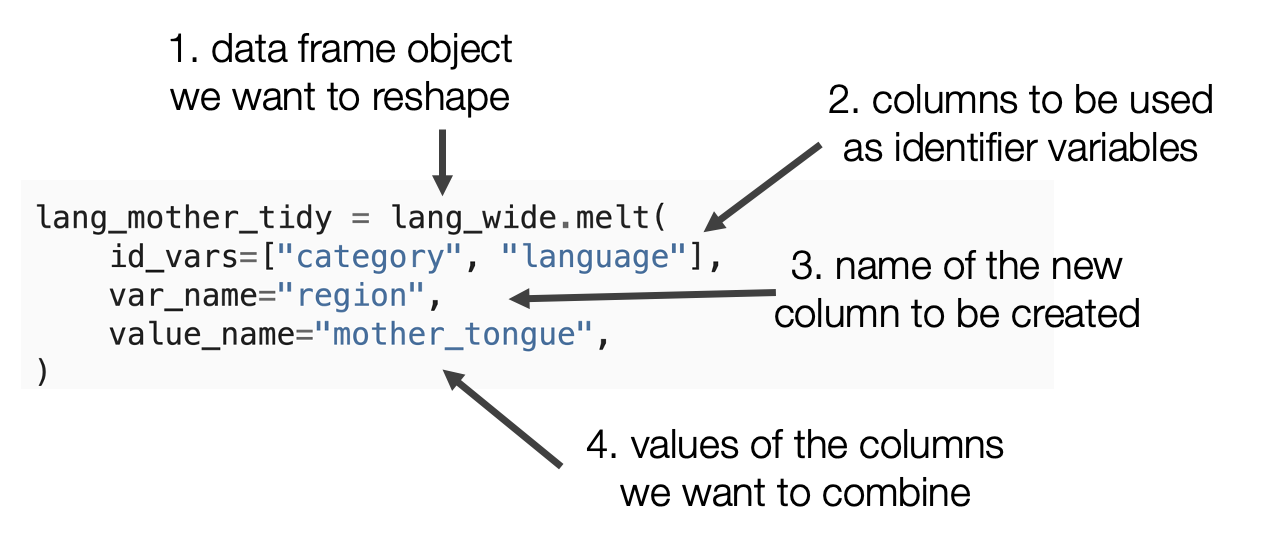 1. data frame object
we want to reshape
2. columns to be used
as identifier variables
lang_mother_tidy = lang_wide.melt(
    id_vars=["category", "language"],
    var_name="region",
    value_name="mother_tongue",
)
3. name of the new
column to be created
4. values of the columns
we want to combine